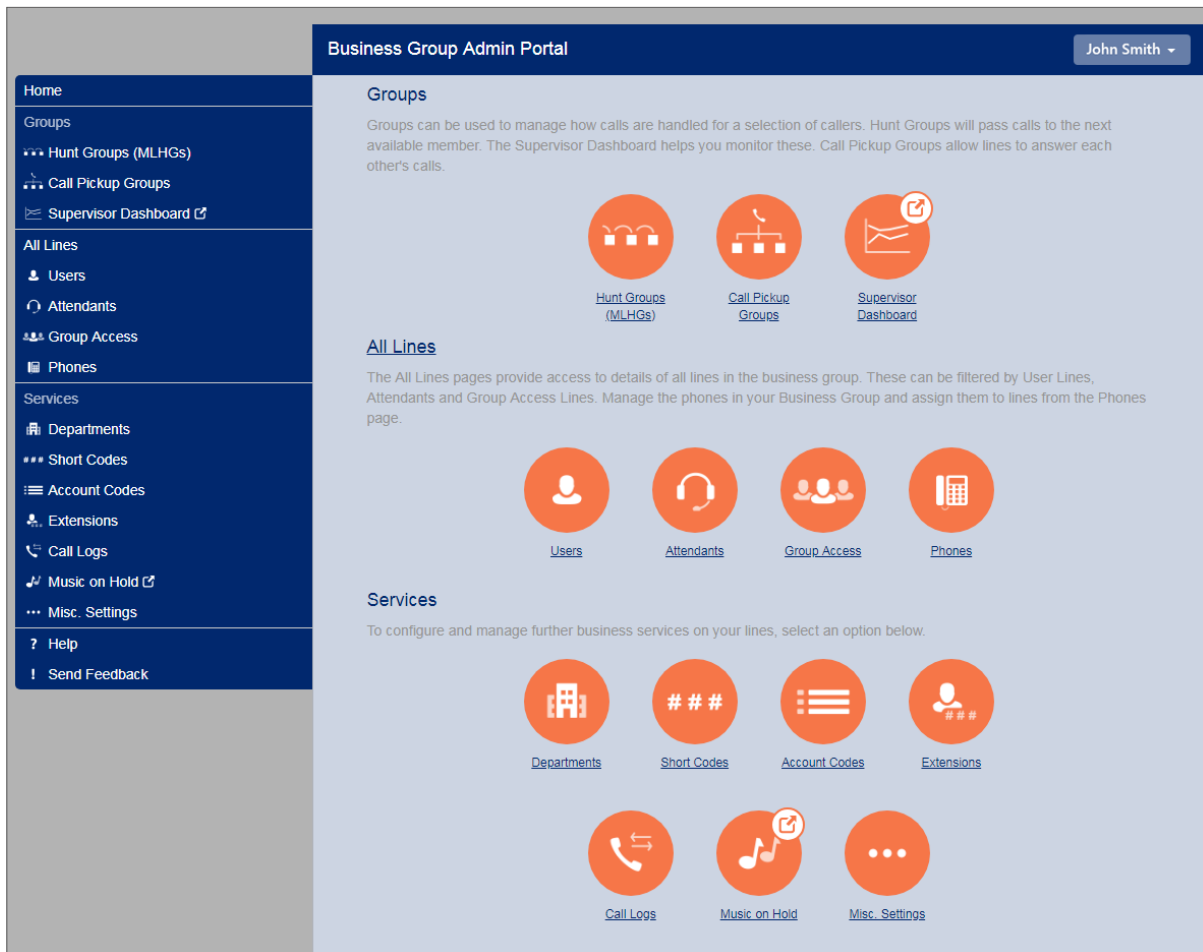 Business Group Admin Portal
John Smith
Home
Groups
Hunt Groups (MLHGs)
Call Pickup Groups
Supervisor Dashboard
All Lines
Users
Attendants
Group Access
Phones
Services
Departments
### Short Codes
Account Codes
Extensions
Call Logs
Music on Hold
Misc. Settings
? Help
! Send Feedback
Groups
Groups can be used to manage how calls are handled for a selection of callers. Hunt Groups will pass calls to the next
available member. The Supervisor Dashboard helps you monitor these. Call Pickup Groups allow lines to answer each
other's calls.
Hunt Groups
(MLHGs)
Call Pickup
Groups
Supervisor
Dashboard
All Lines
The All Lines pages provide access to details of all lines in the business group. These can be filtered by User Lines,
Attendants and Group Access Lines. Manage the phones in your Business Group and assign them to lines from the Phones
page.
Users
Attendants
Group Access
Phones
Services
To configure and manage further business services on your lines, select an option below.
# # #
# # #
Departments
Short Codes
Account Codes
Extensions
Call Logs
Music on Hold
Misc. Settings